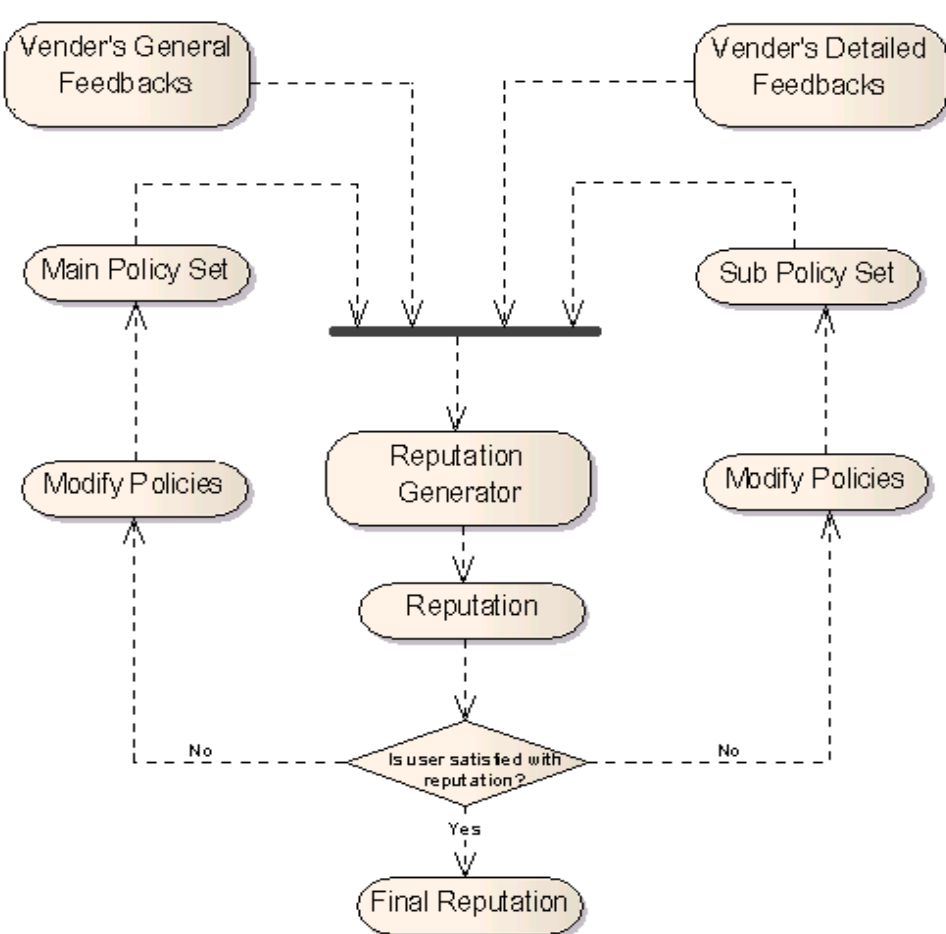 Vender's General
Feedbacks
Vender's Detailed
Feedbacks
Main Policy Set
Sub Policy Set
Reputation
Generator
Modify Policies
Modify Policies
Reputation
No
Is user satisfied with
reputation?
No
Yes
Final Reputation